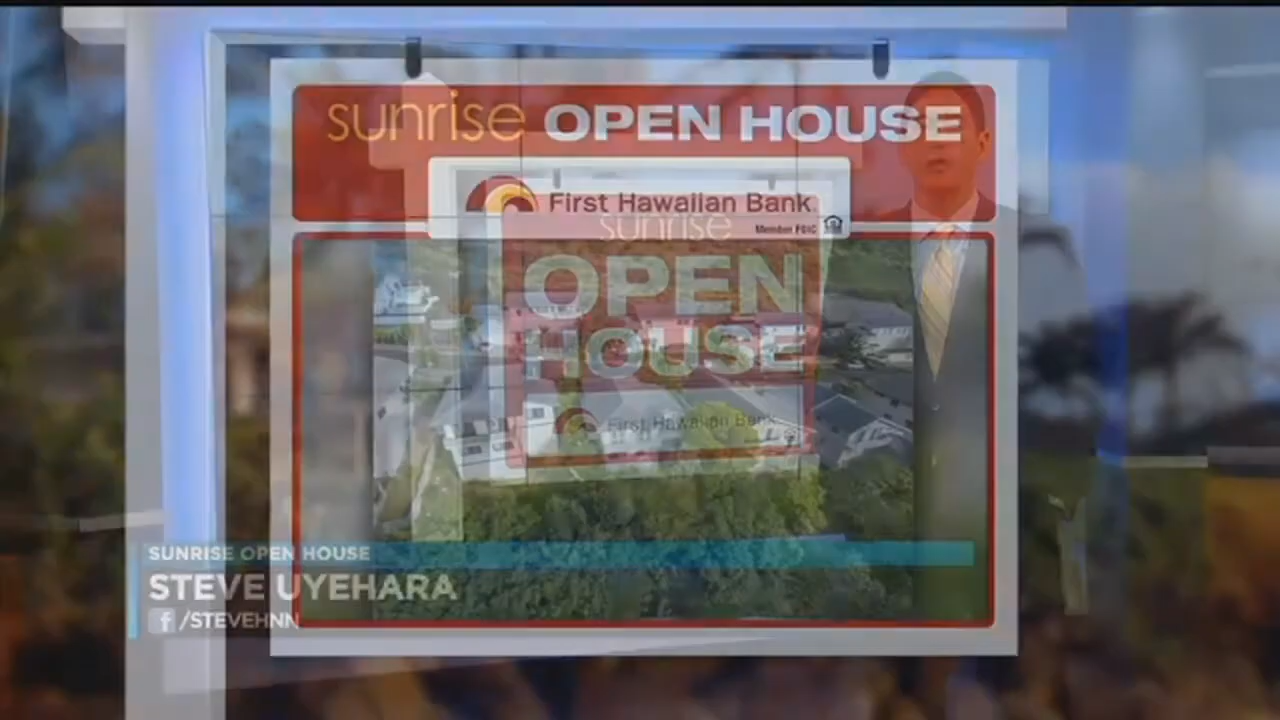 sunrise OPEN HOUSE
First Hawaiian Bank
Member FDIC
sunrise
OPEN
HOUSE
First Hawaiian Bank
SUNRISE OPEN HOUSE
STEVE UYEHARA
f /STEVEHNN